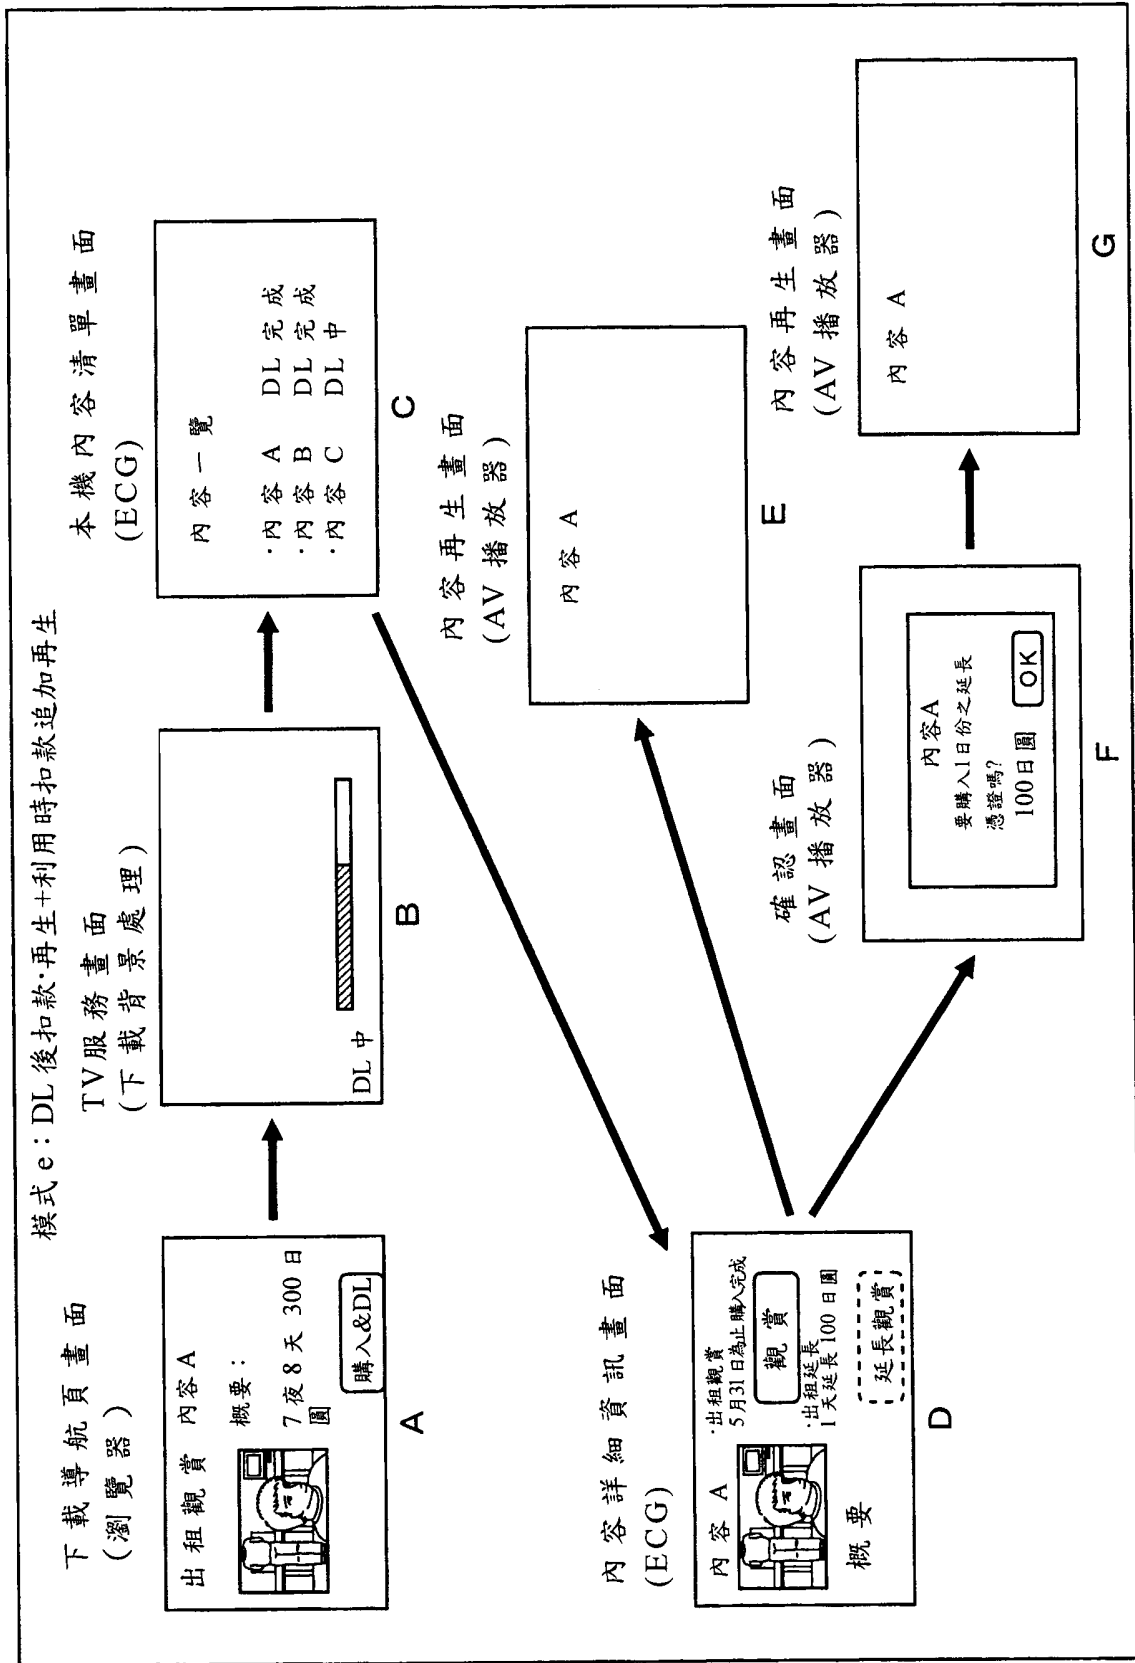 模式e：DL後扣款·再生+利用時扣款追加再生
下載導航頁畫面
(瀏覽器)
出租觀賞 內容A
概要：
7夜8天 300日
圓
購入&DL
A
TV服務畫面
(下載背景處理)
DL中
B
本機內容清單畫面
(ECG)
內容一覽
·內容A DL完成
·內容B DL完成
·內容C DL中
C
內容詳細資訊畫面
(ECG)
內容 A
·出租觀賞
5月31日為止購入完成
觀賞
·出租延長
1天延長100日圓
概要
延長觀賞
D
內容再生畫面
(AV播放器)
內容 A
E
確認畫面
(AV播放器)
內容A
要購入1日份之延長
憑證嗎?
100日圓 OK
F
內容再生畫面
(AV播放器)
內容 A
G